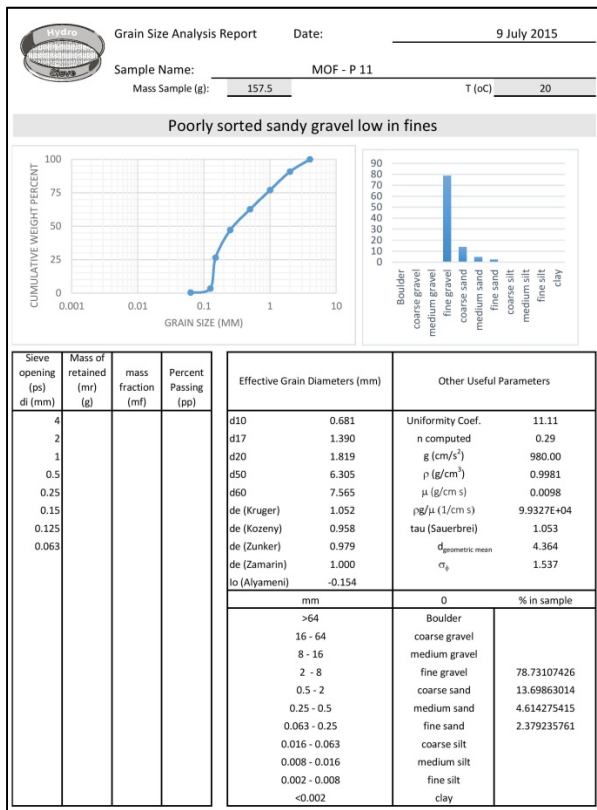 Hydro
Sieve
Grain Size Analysis Report Date: 9 July 2015
Sample Name: MOF - P 11
Mass Sample (g): 157.5 T (oC) 20
Poorly sorted sandy gravel low in fines
CUMULATIVE WEIGHT PERCENT
100
75
50
25
0
0.001 0.01 0.1 1 10
GRAIN SIZE (MM)
90
80
70
60
50
40
30
20
10
0
Boulder
coarse gravel
medium gravel
fine gravel
coarse sand
medium sand
fine sand
coarse silt
medium silt
fine silt
clay
Sieve opening (ps) di (mm)
Mass of retained (mr) (g)
mass fraction (mf)
Percent Passing (pp)
4
2
1
0.5
0.25
0.15
0.125
0.063
Effective Grain Diameters (mm) Other Useful Parameters
d10 0.681 Uniformity Coef. 11.11
d17 1.390 n computed 0.29
d20 1.819 g (cm/s²) 980.00
d50 6.305 ρ (g/cm³) 0.9981
d60 7.565 μ (g/cm s) 0.0098
de (Kruger) 1.052 ρg/μ (1/cm s) 9.9327E+04
de (Kozeny) 0.958 tau (Sauerbrei) 1.053
de (Zunker) 0.979 dgeometric mean 4.364
de (Zamarin) 1.000 σϕ 1.537
Io (Alyameni) -0.154
mm 0 % in sample
>64 Boulder
16 - 64 coarse gravel
8 - 16 medium gravel
2 - 8 fine gravel 78.73107426
0.5 - 2 coarse sand 13.69863014
0.25 - 0.5 medium sand 4.614275415
0.063 - 0.25 fine sand 2.379235761
0.016 - 0.063 coarse silt
0.008 - 0.016 medium silt
0.002 - 0.008 fine silt
<0.002 clay